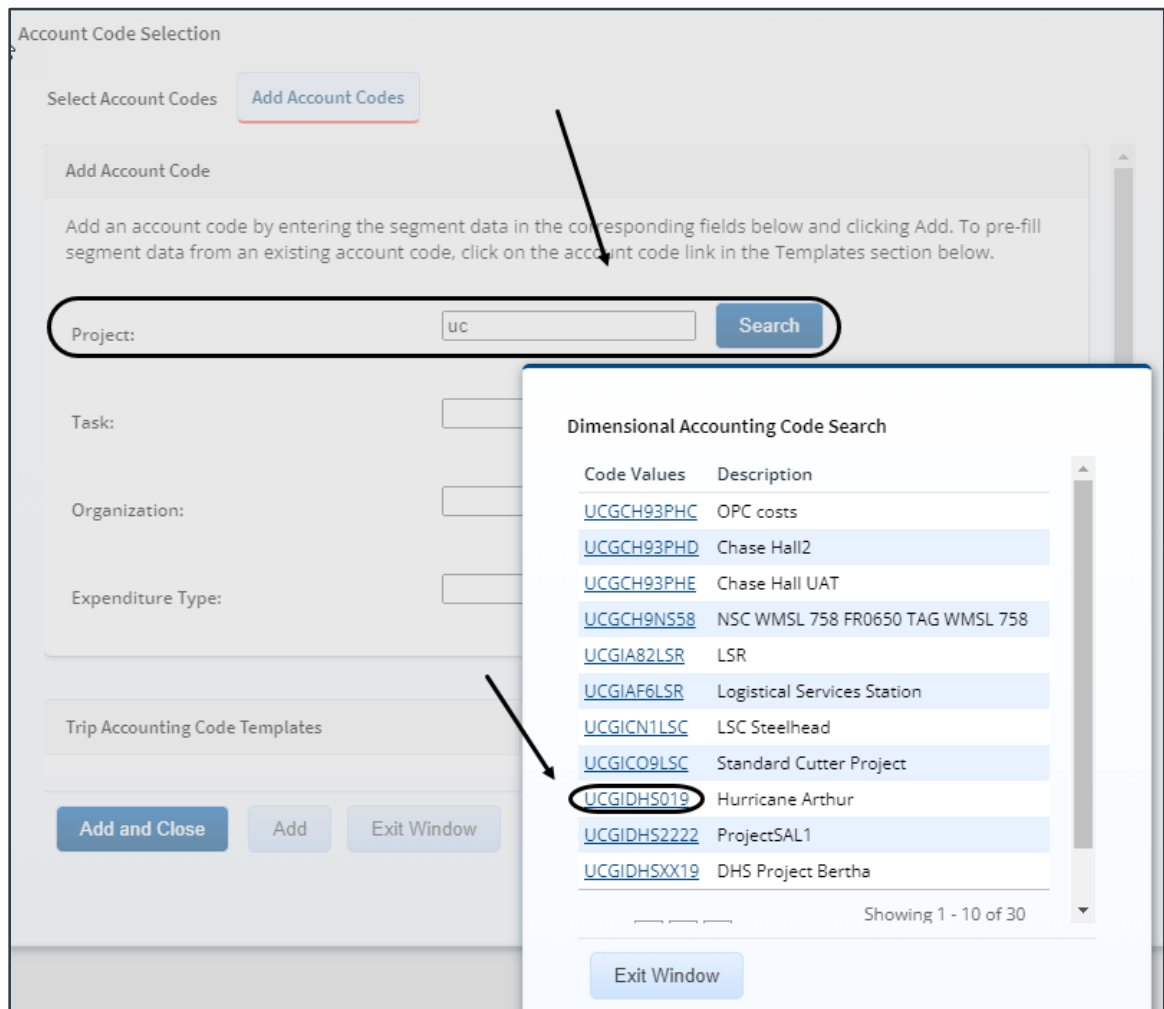 Account Code Selection
Select Account Codes Add Account Codes
Add Account Code
Add an account code by entering the segment data in the corresponding fields below and clicking Add. To pre-fill
segment data from an existing account code, click on the account code link in the Templates section below.
Project: uc Search
Task:
Organization:
Expenditure Type:
Trip Accounting Code Templates
Add and Close Add Exit Window
Dimensional Accounting Code Search
Code Values Description
UCGCH93PHC OPC costs
UCGCH93PHD Chase Hall2
UCGCH93PHE Chase Hall UAT
UCGCH9NS58 NSC WMSL 758 FR0650 TAG WMSL 758
UCGIA82LSR LSR
UCGIAF6LSR Logistical Services Station
UCGICN1LSC LSC Steelhead
UCGICO9LSC Standard Cutter Project
UCGIDHS019 Hurricane Arthur
UCGIDHS2222 ProjectSAL1
UCGIDHSXX19 DHS Project Bertha
Showing 1 - 10 of 30
Exit Window